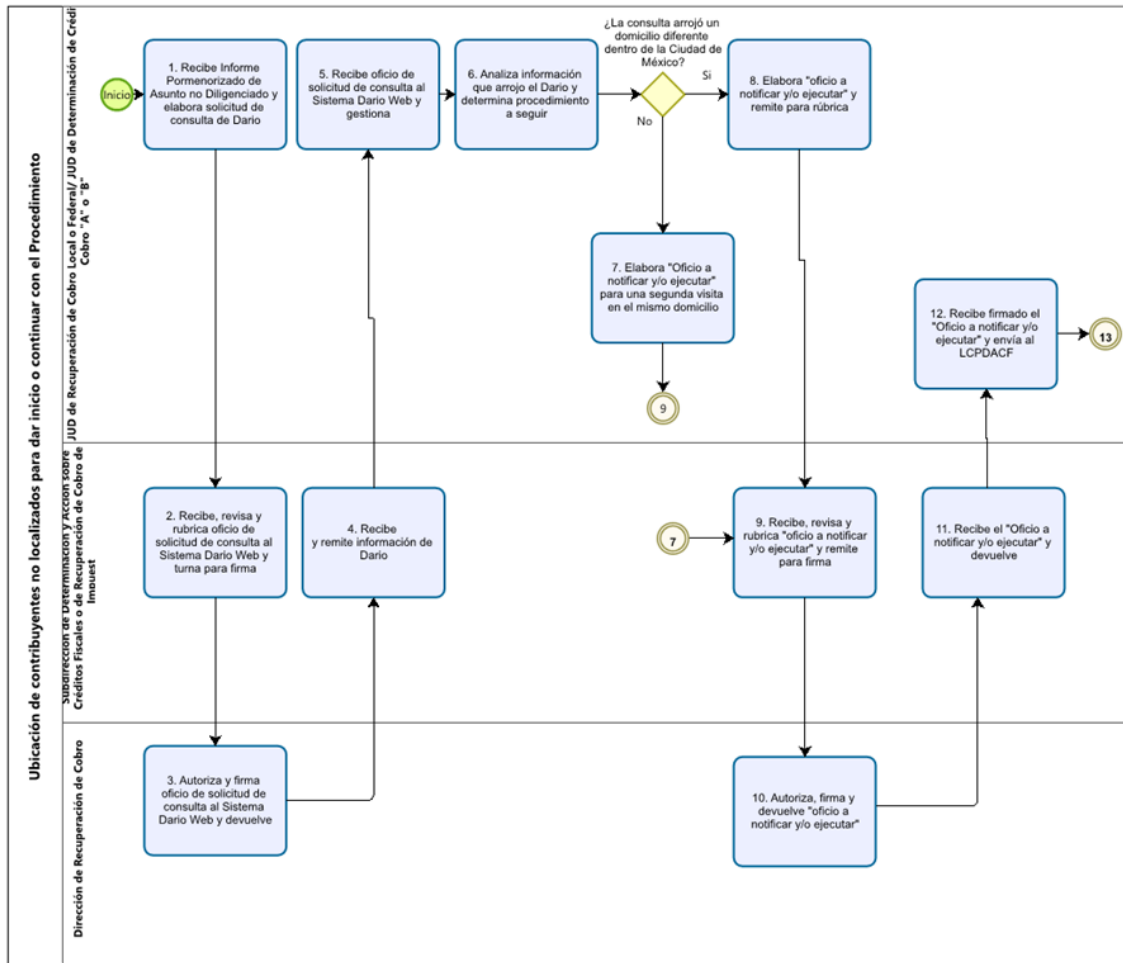 Ubicación de contribuyentes no localizados para dar inicio o continuar con el Procedimiento
JUD de Recuperación de Cobro Local o Federal/ JUD de Determinación de Crédi
Cobro "A" o "B"
Inicio
1. Recibe Informe
Pormenorizado de
Asunto no Diligenciado y
elabora solicitud de
consulta de Dario
5. Recibe oficio de
solicitud de consulta al
Sistema Dario Web y
gestiona
6. Analiza información
que arrojo el Dario y
determina procedimiento
a seguir
¿La consulta arrojó un
domicilio diferente
dentro de la Ciudad de
México?
Si
No
8. Elabora "oficio a
notificar y/o ejecutar" y
remite para rúbrica
7. Elabora "Oficio a
notificar y/o ejecutar"
para una segunda visita
en el mismo domicilio
9
12. Recibe firmado el
"Oficio a notificar y/o
ejecutar" y envía al
LCPDACF
13
Subdirección de Determinación y Acción sobre
Créditos Fiscales o de Recuperación de Cobro de
Impuest
2. Recibe, revisa y
rubrica oficio de
solicitud de consulta al
Sistema Dario Web y
turna para firma
4. Recibe
y remite información de
Dario
7
9. Recibe, revisa y
rubrica "oficio a notificar
y/o ejecutar" y remite
para firma
11. Recibe el "Oficio a
notificar y/o ejecutar" y
devuelve
Dirección de Recuperación de Cobro
3. Autoriza y firma
oficio de solicitud de
consulta al Sistema
Dario Web y devuelve
10. Autoriza, firma y
devuelve "oficio a
notificar y/o ejecutar"